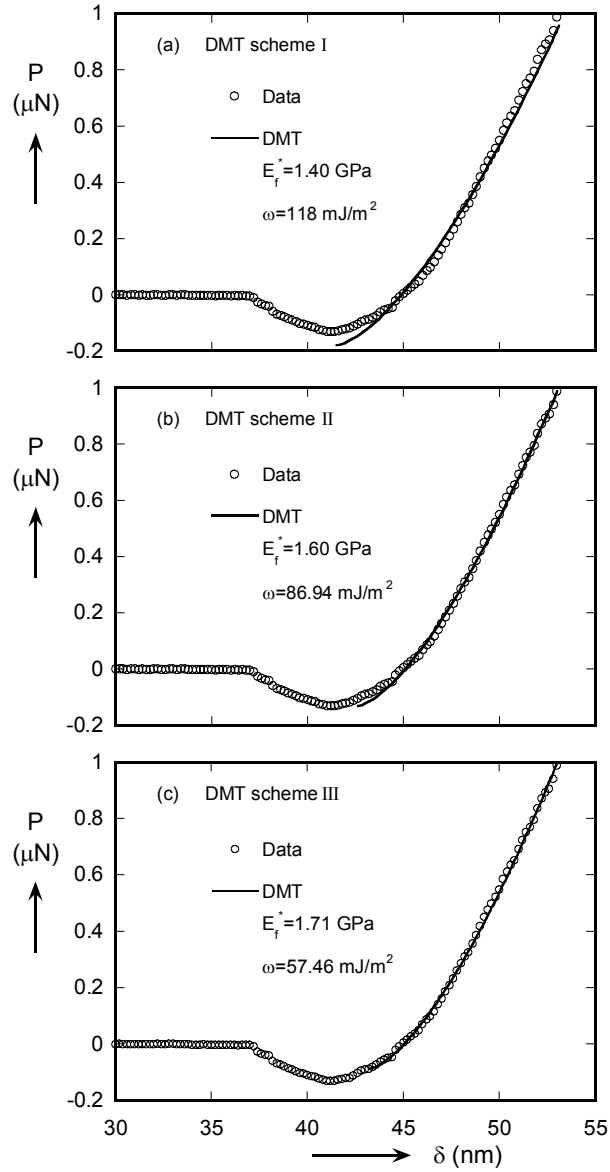 1
(a) DMT scheme I
P
0.8
(μN)
Data
0.6
DMT
E_f^*=1.40 GPa
0.4
ω=118 mJ/m²
0.2
0
-0.2
1
(b) DMT scheme II
P
0.8
(μN)
Data
0.6
DMT
E_f^*=1.60 GPa
0.4
ω=86.94 mJ/m²
0.2
0
-0.2
1
(c) DMT scheme III
P
0.8
(μN)
Data
0.6
DMT
E_f^*=1.71 GPa
0.4
ω=57.46 mJ/m²
0.2
0
-0.2
30 35 40 45 50 55
δ (nm)